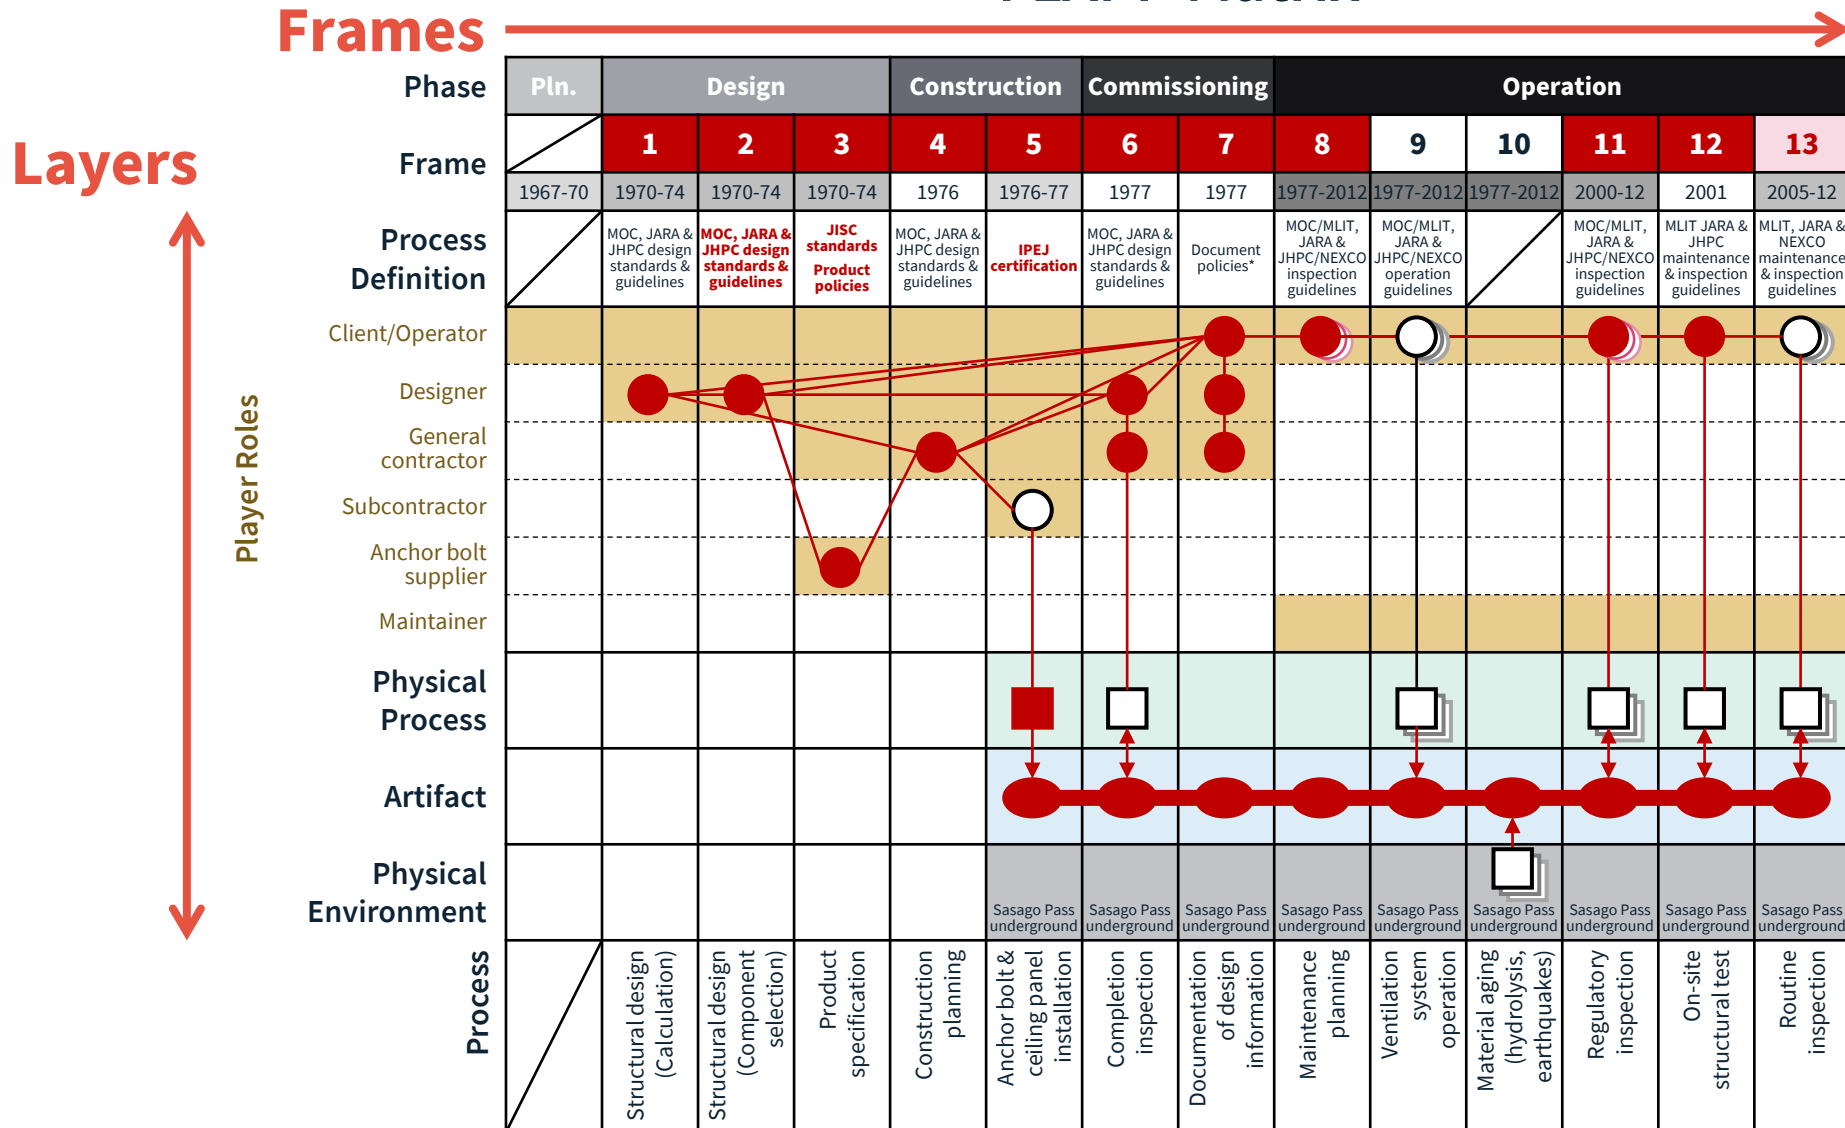 Frames
Layers
Phase
Pln.
Design
Construction
Commissioning
Operation
Frame
1
2
3
4
5
6
7
8
9
10
11
12
13
1967-70
1970-74
1970-74
1970-74
1976
1976-77
1977
1977
1977-2012
1977-2012
1977-2012
2000-12
2001
2005-12
Process
Definition
MOC, JARA &
JHPC design
standards &
guidelines
MOC, JARA &
JHPC design
standards &
guidelines
JISC
standards
Product
policies
MOC, JARA &
JHPC design
standards &
guidelines
IPEJ
certification
MOC, JARA &
JHPC design
standards &
guidelines
Document
policies*
MOC/MLIT,
JARA &
JHPC/NEXCO
inspection
guidelines
MOC/MLIT,
JARA &
JHPC/NEXCO
operation
guidelines
MOC/MLIT,
JARA &
JHPC/NEXCO
inspection
guidelines
MLIT JARA &
JHPC
maintenance
& inspection
guidelines
MLIT, JARA &
NEXCO
maintenance
& inspection
guidelines
Player Roles
Client/Operator
Designer
General
contractor
Subcontractor
Anchor bolt
supplier
Maintainer
Physical
Process
Artifact
Physical
Environment
Sasago Pass
underground
Sasago Pass
underground
Sasago Pass
underground
Sasago Pass
underground
Sasago Pass
underground
Sasago Pass
underground
Sasago Pass
underground
Sasago Pass
underground
Sasago Pass
underground
Process
Structural design
(Calculation)
Structural design
(Component
selection)
Product
specification
Construction
planning
Anchor bolt &
ceiling panel
installation
Completion
inspection
Documentation
of design
information
Maintenance
planning
Ventilation
system
operation
Material aging
(hydrolysis,
earthquakes)
Regulatory
inspection
On-site
structural test
Routine
inspection